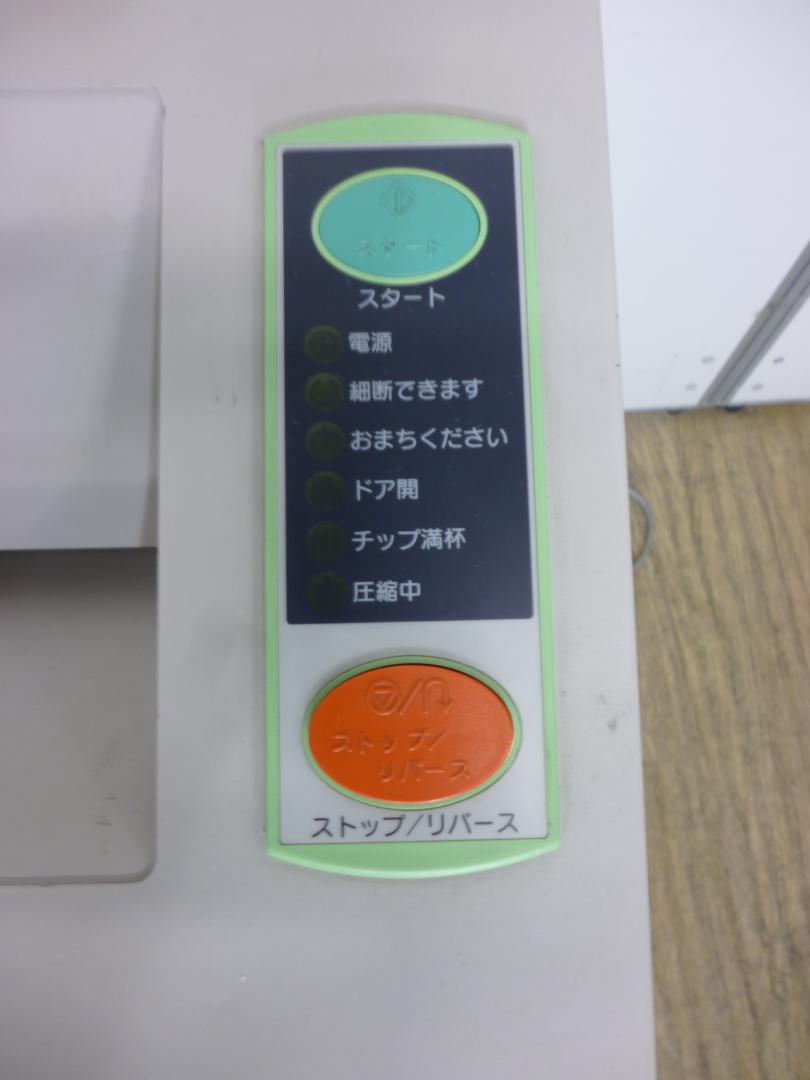 スタート
スタート
電源
細断できます
おまちください
ドア開
チップ満杯
圧縮中
ストップ/
リバース
ストップ/リバース